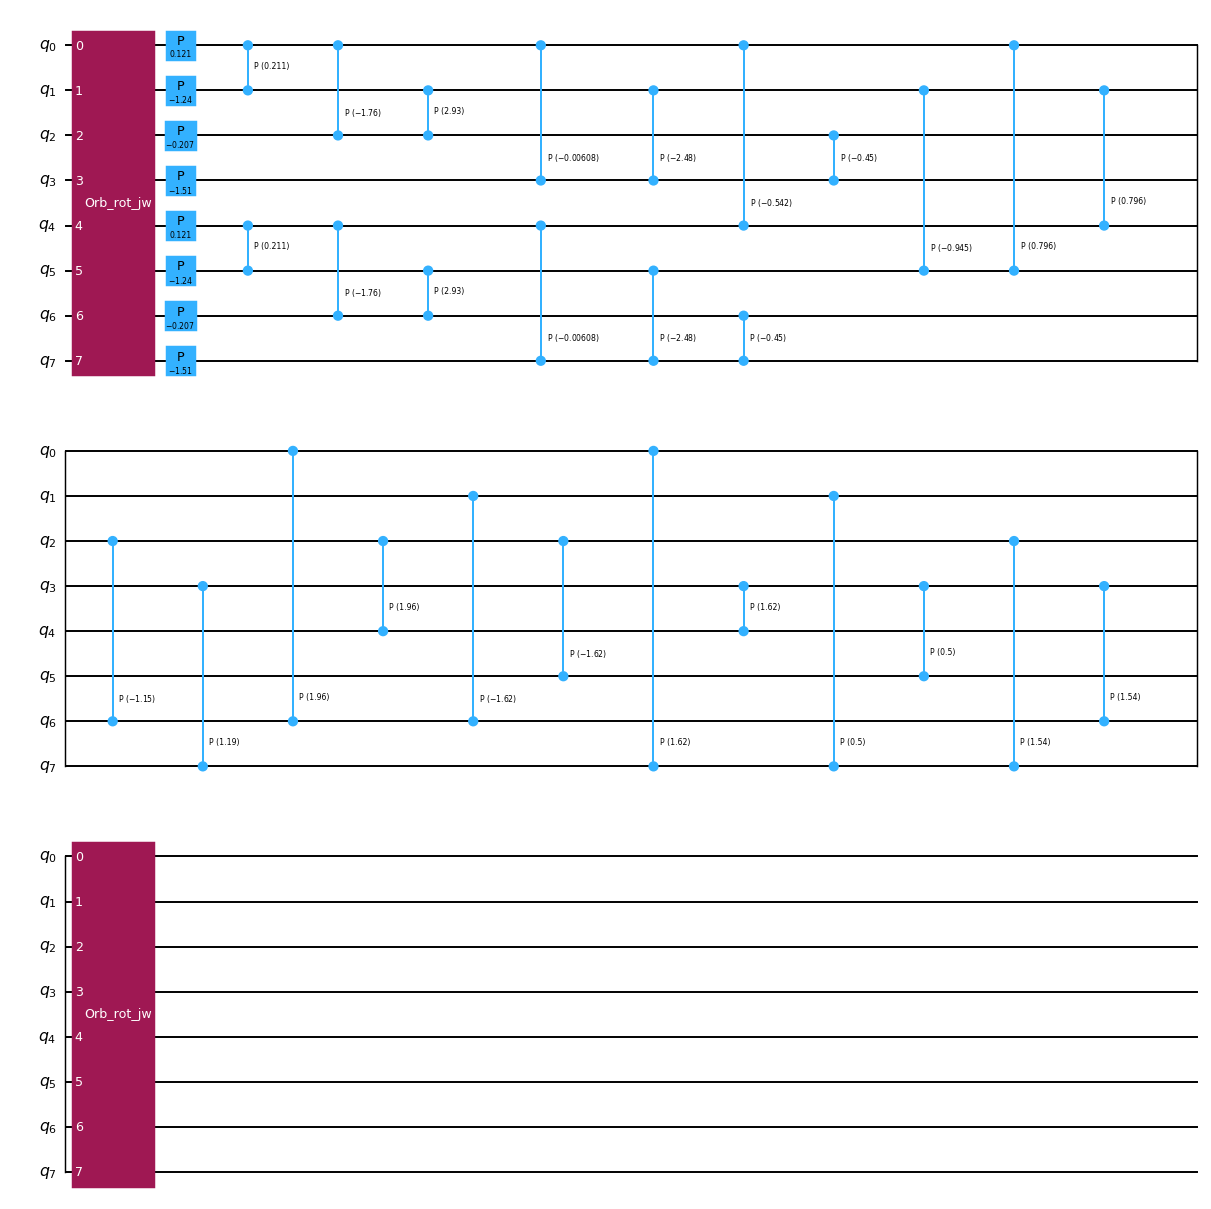 q0 0 P 0.121
P (0.211)
q1 1 P −1.24
P (−1.76) P (2.93)
q2 2 P −0.207
P (−0.00608) P (−2.48) P (−0.45)
q3 3 P −1.51
Orb_rot_jw P (−0.542) P (0.796)
q4 4 P 0.121
P (0.211) P (−0.945) P (0.796)
q5 5 P −1.24
P (−1.76) P (2.93)
q6 6 P −0.207
P (−0.00608) P (−2.48) P (−0.45)
q7 7 P −1.51
q0
q1
q2
q3
P (1.96) P (1.62)
q4
P (−1.62) P (0.5)
q5
P (−1.15) P (1.96) P (−1.62) P (1.54)
q6
P (1.19) P (1.62) P (0.5) P (1.54)
q7
q0 0
q1 1
q2 2
q3 3
Orb_rot_jw
q4 4
q5 5
q6 6
q7 7